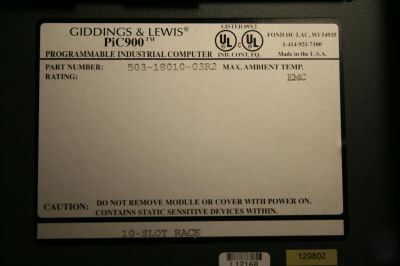 GIDDINGS & LEWIS®
PiC900™
PROGRAMMABLE INDUSTRIAL COMPUTER
LISTED 89X2
UL UL
IND. CONT. EQ.
FOND DU LAC, WI 54935
1-414-921-7100
Made in the U.S.A.
PART NUMBER: 503-18010-03R2 MAX. AMBIENT TEMP.
RATING: EMC
CAUTION: DO NOT REMOVE MODULE OR COVER WITH POWER ON.
CONTAINS STATIC SENSITIVE DEVICES WITHIN.
10-SLOT RACK
129802